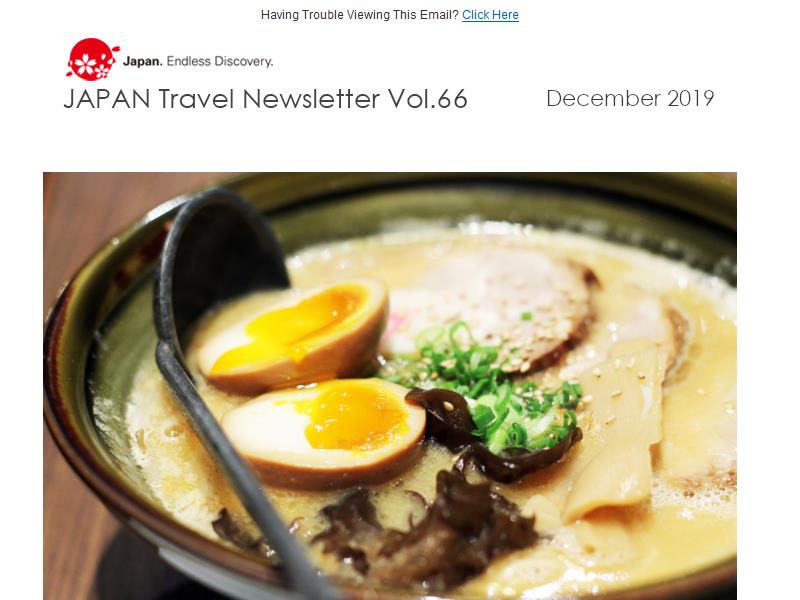 Having Trouble Viewing This Email? Click Here
Japan. Endless Discovery.
JAPAN Travel Newsletter Vol.66
December 2019